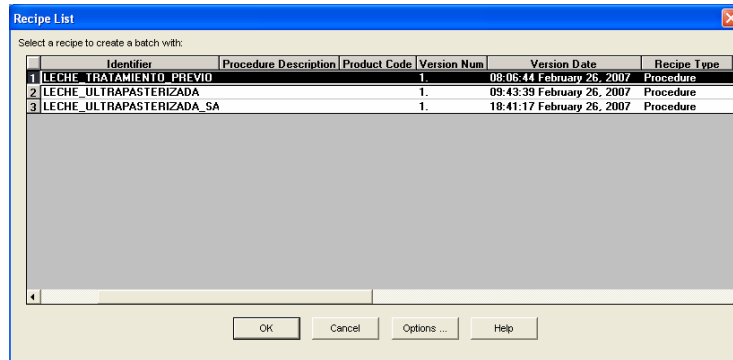 Recipe List
Select a recipe to create a batch with:
Identifier Procedure Description Product Code Version Num Version Date Recipe Type
1 LECHE_TRATAMIENTO_PREVIO 1. 08:06:44 February 26, 2007 Procedure
2 LECHE_ULTRAPASTERIZADA 1. 09:43:39 February 26, 2007 Procedure
3 LECHE_ULTRAPASTERIZADA_SA 1. 18:41:17 February 26, 2007 Procedure
OK Cancel Options ... Help